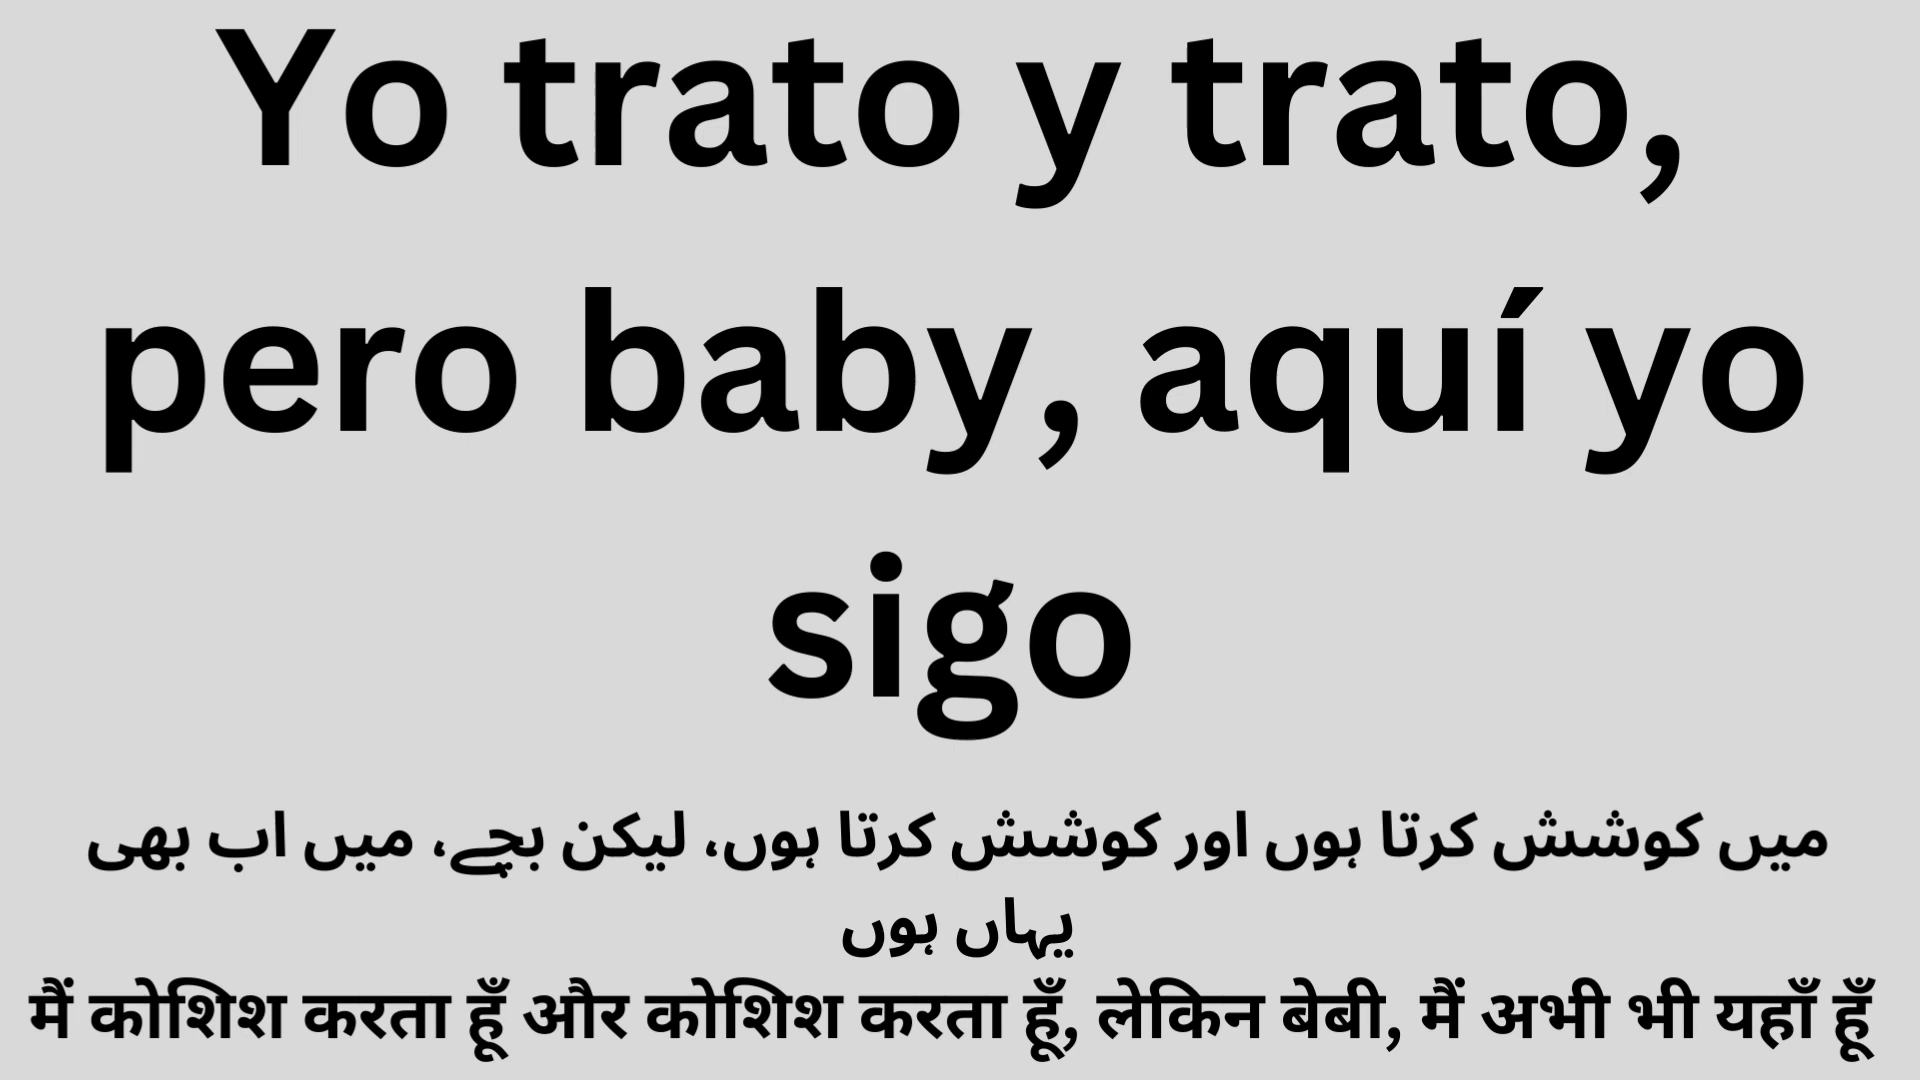 Yo trato y trato,
pero baby, aquí yo
sigo
میں کوشش کرتا ہوں اور کوشش کرتا ہوں، لیکن بچے، میں اب بھی
یہاں ہوں
मैं कोशिश करता हूँ और कोशिश करता हूँ, लेकिन बेबी, मैं अभी भी यहाँ हूँ